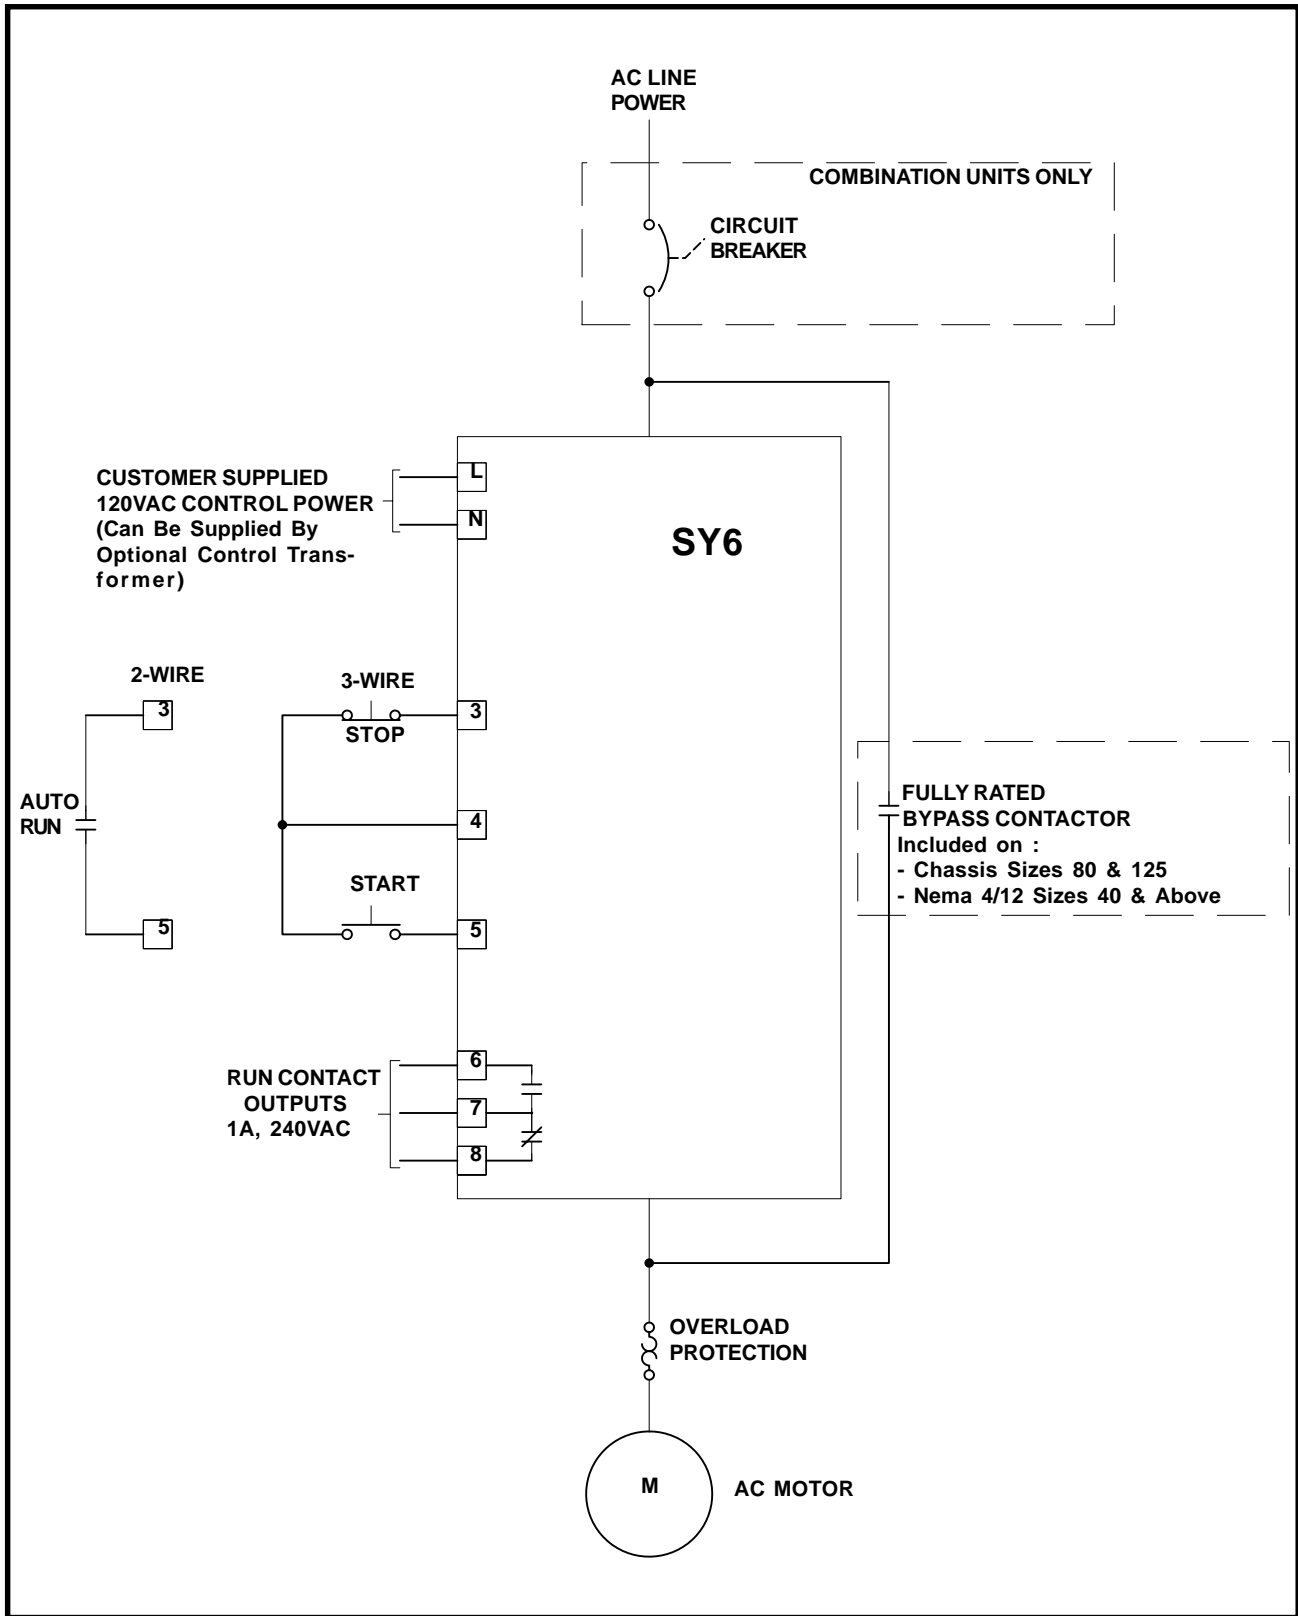 AC LINE
POWER
COMBINATION UNITS ONLY
CIRCUIT
BREAKER
CUSTOMER SUPPLIED
120VAC CONTROL POWER
(Can Be Supplied By
Optional Control Trans-
former)
L
N
SY6
2-WIRE
3
5
AUTO
RUN
3-WIRE
STOP
3
4
START
5
FULLY RATED
BYPASS CONTACTOR
Included on :
- Chassis Sizes 80 & 125
- Nema 4/12 Sizes 40 & Above
RUN CONTACT
OUTPUTS
1A, 240VAC
6
7
8
OVERLOAD
PROTECTION
M
AC MOTOR